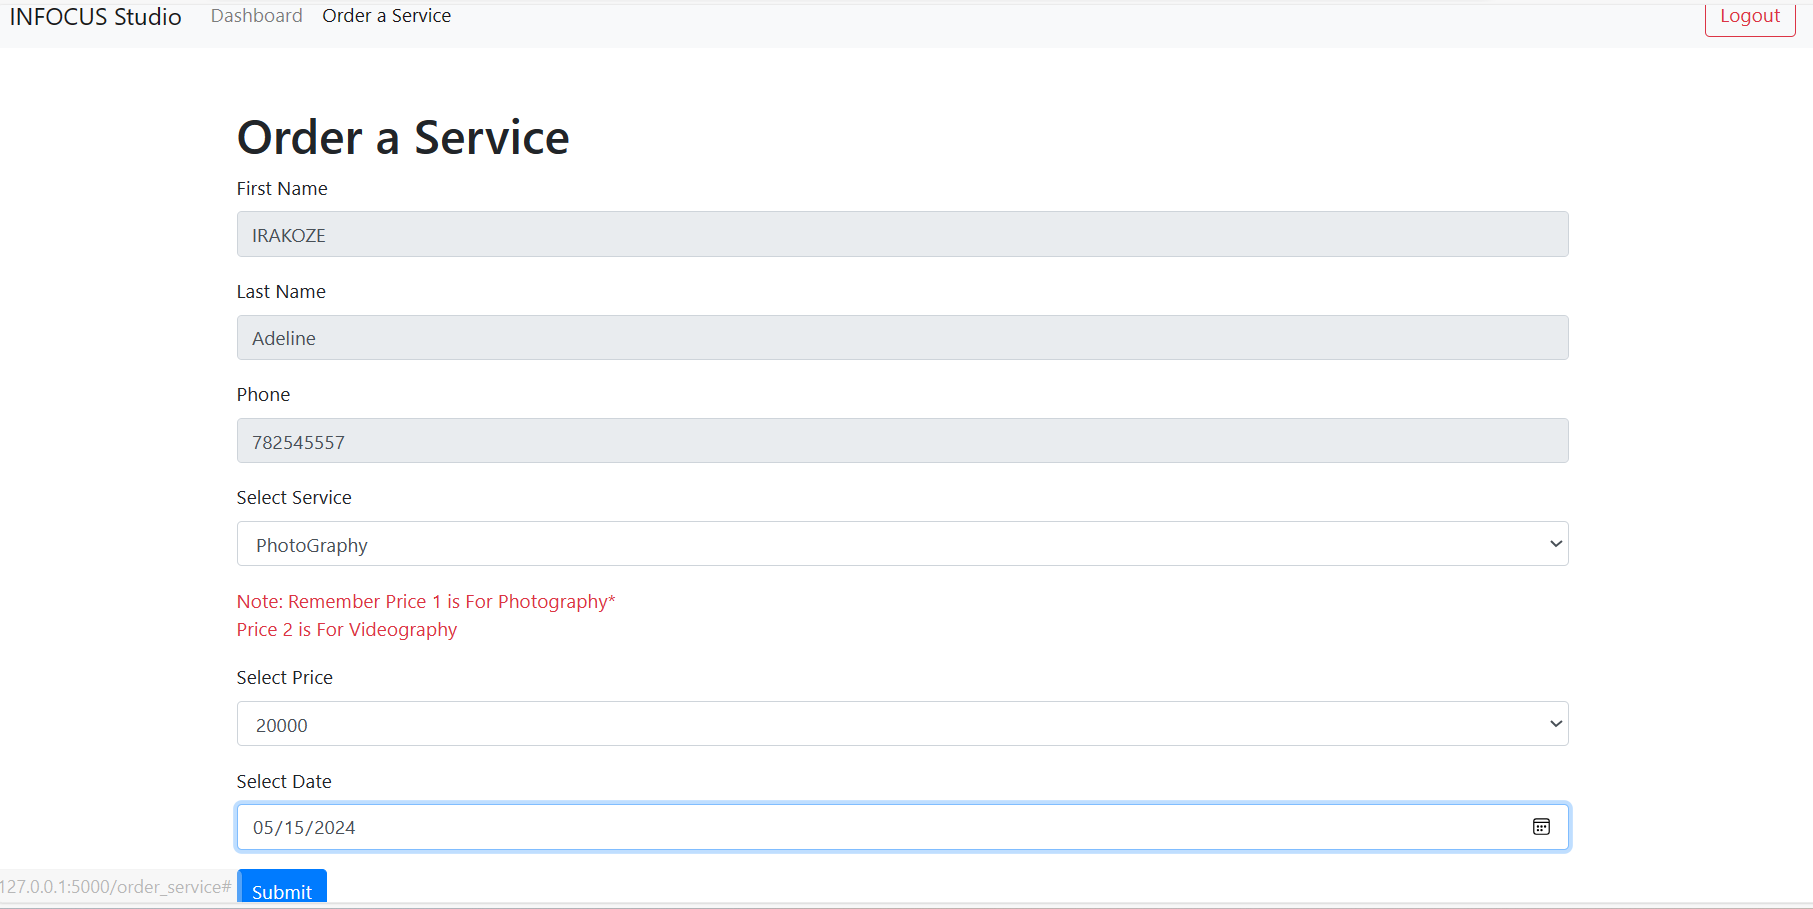 INFOCUS Studio Dashboard Order a Service Logout
Order a Service
First Name
IRAKOZE
Last Name
Adeline
Phone
782545557
Select Service
PhotoGraphy
Note: Remember Price 1 is For Photography*
Price 2 is For Videography
Select Price
20000
Select Date
05/15/2024
127.0.0.1:5000/order_service#
Submit